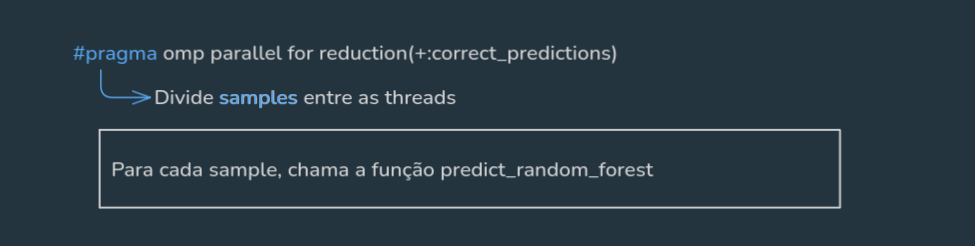 #pragma omp parallel for reduction(+:correct_predictions)
Divide samples entre as threads
Para cada sample, chama a função predict_random_forest